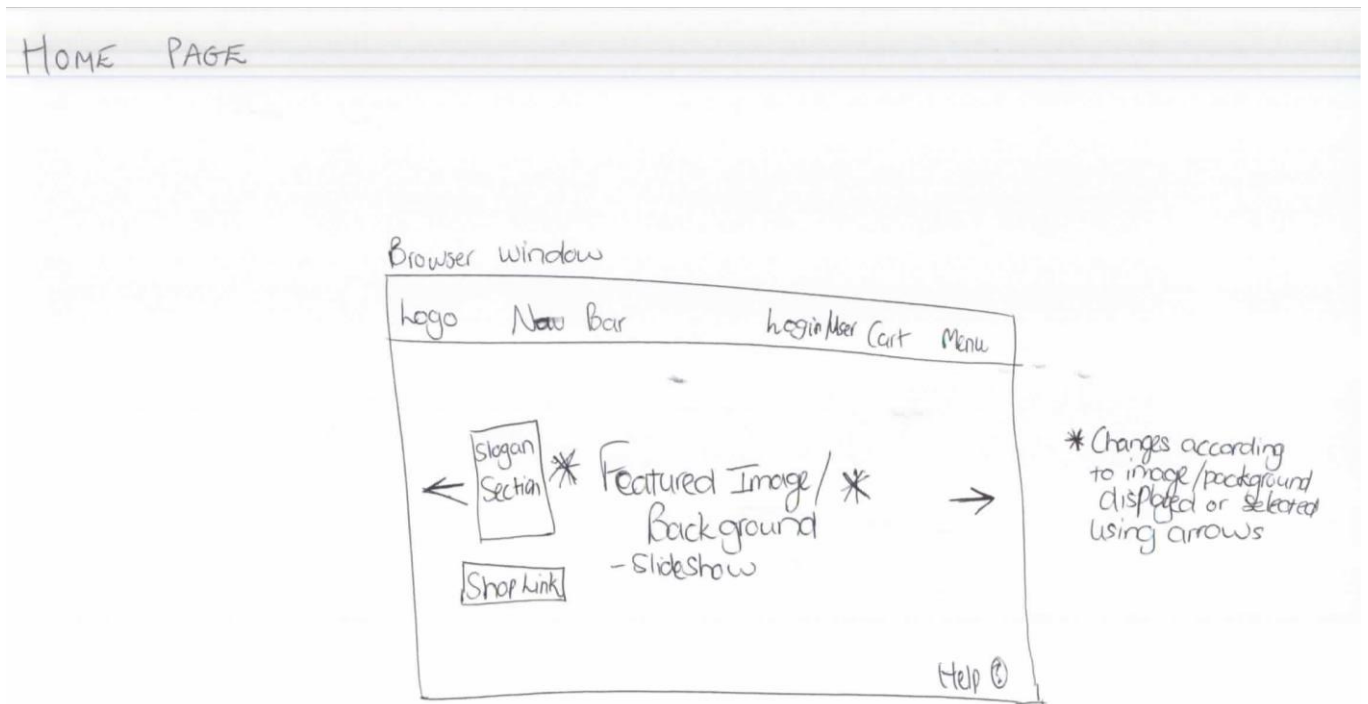 HOME PAGE
Browser window
Logo Nav Bar Login/User Cart Menu
Slogan
Section
* Featured Image/ *
Background
- Slideshow
Shop Link
Help ?
* Changes according
to image/background
displayed or selected
using arrows